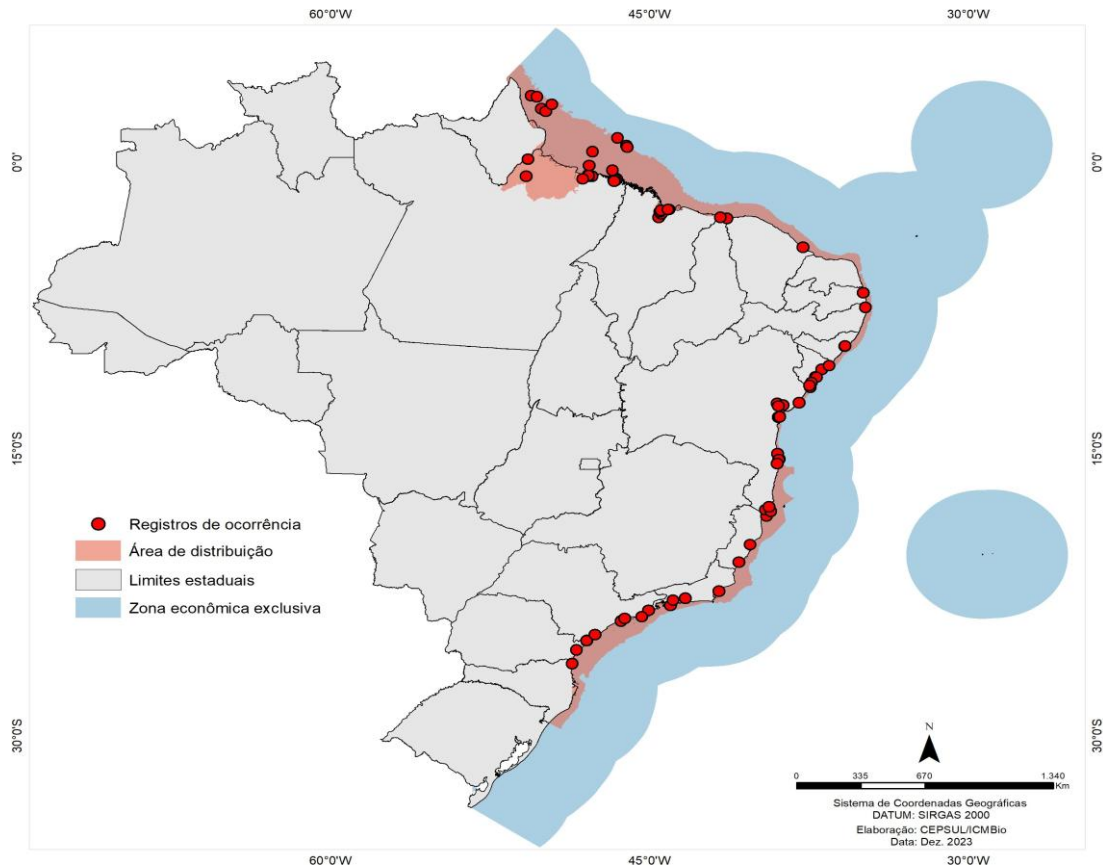 60°0'W 45°0'W 30°0'W
0°0' 0°0'
15°0'S 15°0'S
Registros de ocorrência
Área de distribuição
Limites estaduais
Zona econômica exclusiva
30°0'S 30°0'S
N
0 335 670 1.340
Km
Sistema de Coordenadas Geográficas
DATUM: SIRGAS 2000
Elaboração: CEPSUL/ICMBio
Data: Dez. 2023
60°0'W 45°0'W 30°0'W